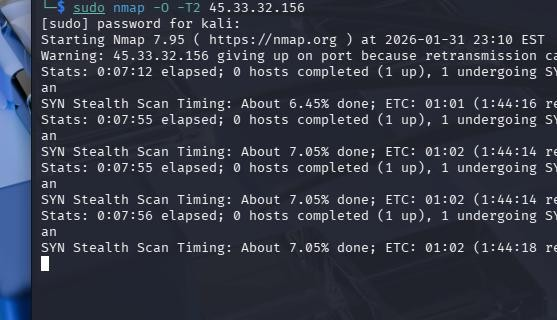 └─$ sudo nmap -O -T2 45.33.32.156
[sudo] password for kali:
Starting Nmap 7.95 ( https://nmap.org ) at 2026-01-31 23:10 EST
Warning: 45.33.32.156 giving up on port because retransmission ca
Stats: 0:07:12 elapsed; 0 hosts completed (1 up), 1 undergoing SY
an
SYN Stealth Scan Timing: About 6.45% done; ETC: 01:01 (1:44:16 re
Stats: 0:07:55 elapsed; 0 hosts completed (1 up), 1 undergoing SY
an
SYN Stealth Scan Timing: About 7.05% done; ETC: 01:02 (1:44:14 re
Stats: 0:07:55 elapsed; 0 hosts completed (1 up), 1 undergoing SY
an
SYN Stealth Scan Timing: About 7.05% done; ETC: 01:02 (1:44:14 re
Stats: 0:07:56 elapsed; 0 hosts completed (1 up), 1 undergoing SY
an
SYN Stealth Scan Timing: About 7.05% done; ETC: 01:02 (1:44:18 re